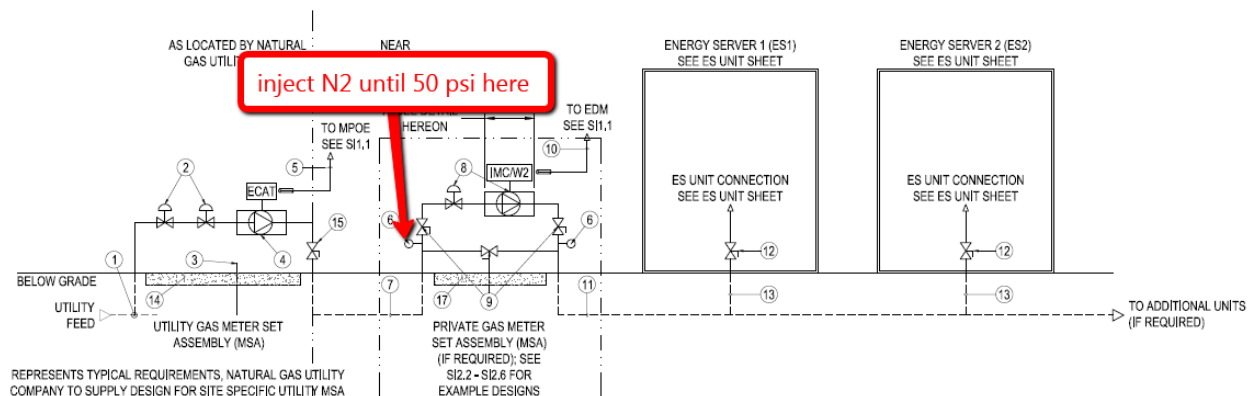 AS LOCATED BY NATURAL
GAS UTILITY
NEAR
inject N2 until 50 psi here
HEREON
ENERGY SERVER 1 (ES1)
SEE ES UNIT SHEET
ENERGY SERVER 2 (ES2)
SEE ES UNIT SHEET
TO MPOE
SEE SI1,1
TO EDM
SEE SI1,1
5
10
2
8
ECAT
IMC/W2
ES UNIT CONNECTION
SEE ES UNIT SHEET
ES UNIT CONNECTION
SEE ES UNIT SHEET
15
6
6
1
3
4
12
12
BELOW GRADE
14
7
17
9
11
13
13
UTILITY
FEED
UTILITY GAS METER SET
ASSEMBLY (MSA)
PRIVATE GAS METER
SET ASSEMBLY (MSA)
(IF REQUIRED); SEE
SI2.2 - SI2.6 FOR
EXAMPLE DESIGNS
TO ADDITIONAL UNITS
(IF REQUIRED)
REPRESENTS TYPICAL REQUIREMENTS, NATURAL GAS UTILITY
COMPANY TO SUPPLY DESIGN FOR SITE SPECIFIC UTILITY MSA